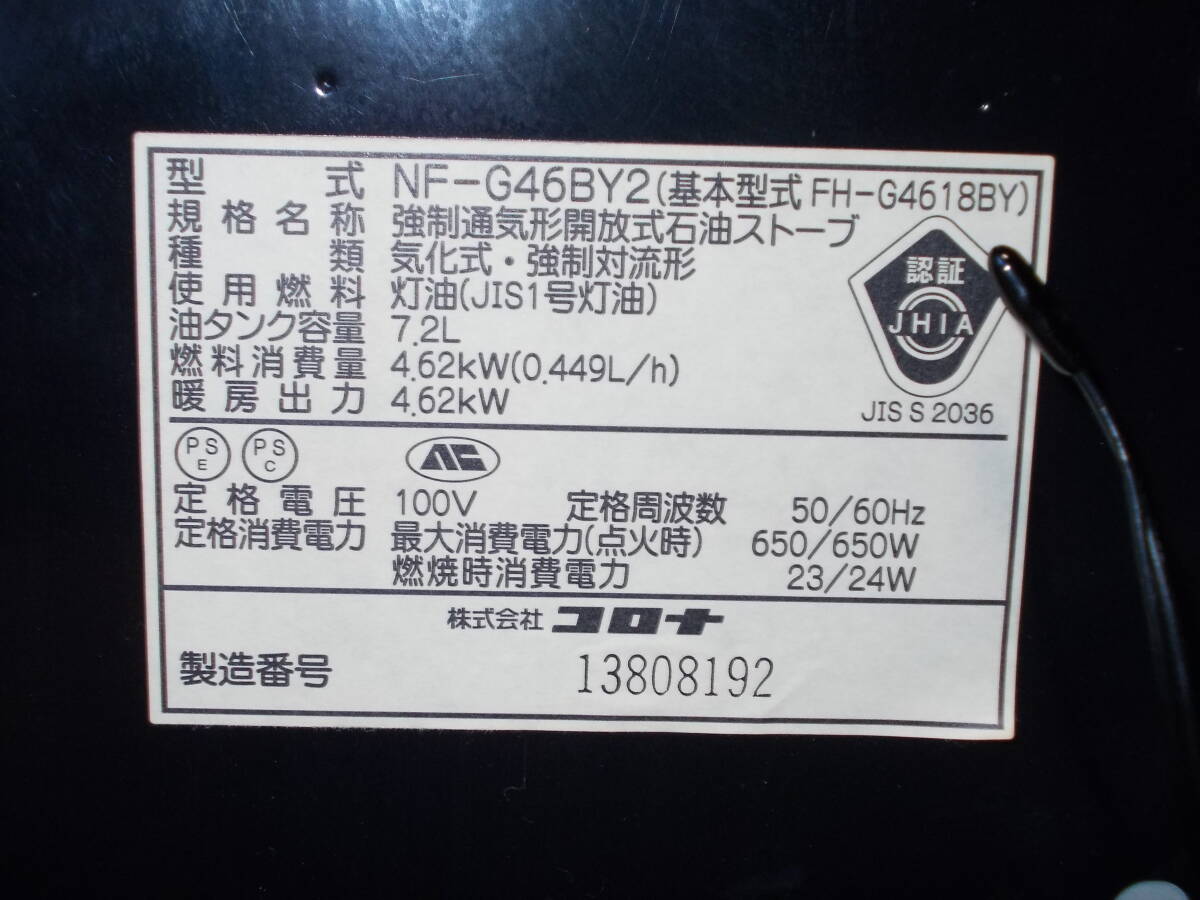 型式 NF-G46BY2(基本型式 FH-G4618BY)
規格名称 強制通気形開放式石油ストーブ
種類 気化式・強制対流形
使用燃料 灯油(JIS1号灯油)
油タンク容量 7.2L
燃料消費量 4.62kW(0.449L/h)
暖房出力 4.62kW
認証
JHIA
JIS S 2036
PS E PS C
定格電圧 100V 定格周波数 50/60Hz
定格消費電力 最大消費電力(点火時) 650/650W
燃焼時消費電力 23/24W
株式会社 コロナ
製造番号 13808192